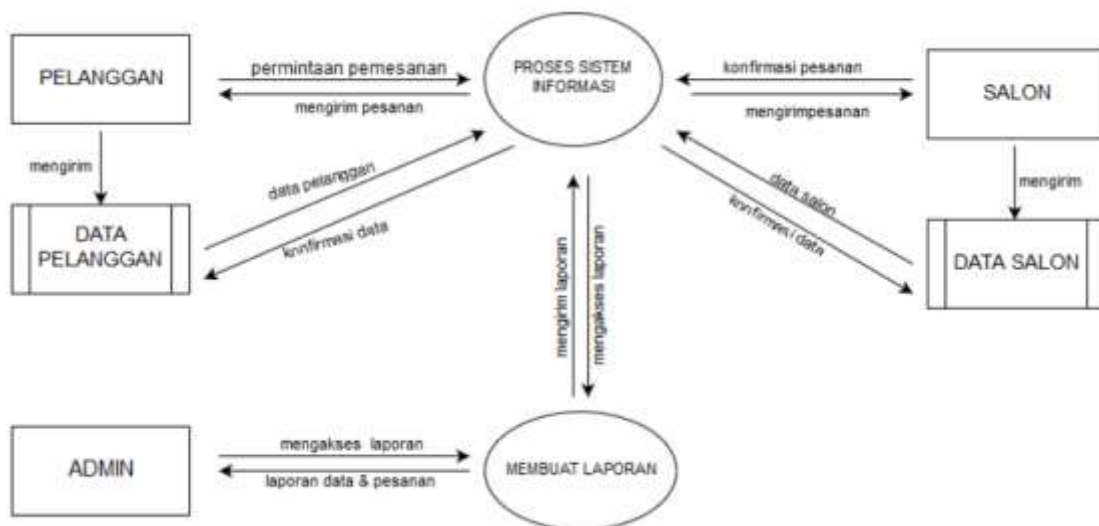 PELANGGAN
permintaan pemesanan
mengirim pesanan
PROSES SISTEM
INFORMASI
konfirmasi pesanan
mengirimpesanan
SALON
mengirim
data pelanggan
konfirmasi data
data salon
konfirmasi data
mengirim
DATA
PELANGGAN
DATA SALON
mengirim laporan
mengakses laporan
ADMIN
mengakses laporan
laporan data & pesanan
MEMBUAT LAPORAN